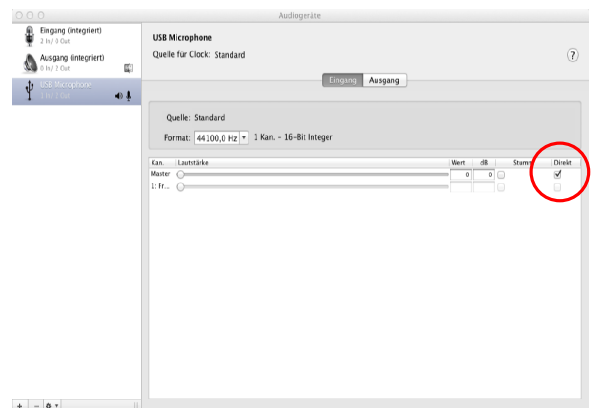 Audiogeräte
Eingang (integriert)
2 In/ 0 Out
Ausgang (integriert)
0 In/ 2 Out
USB Microphone
USB Microphone
Quelle für Clock: Standard
?
Eingang Ausgang
Quelle: Standard
Format: 44100,0 Hz 1 Kan. - 16-Bit Integer
Kan. Lautstärke Wert dB Direkt
Master 0 0
1: Fr...
+ −